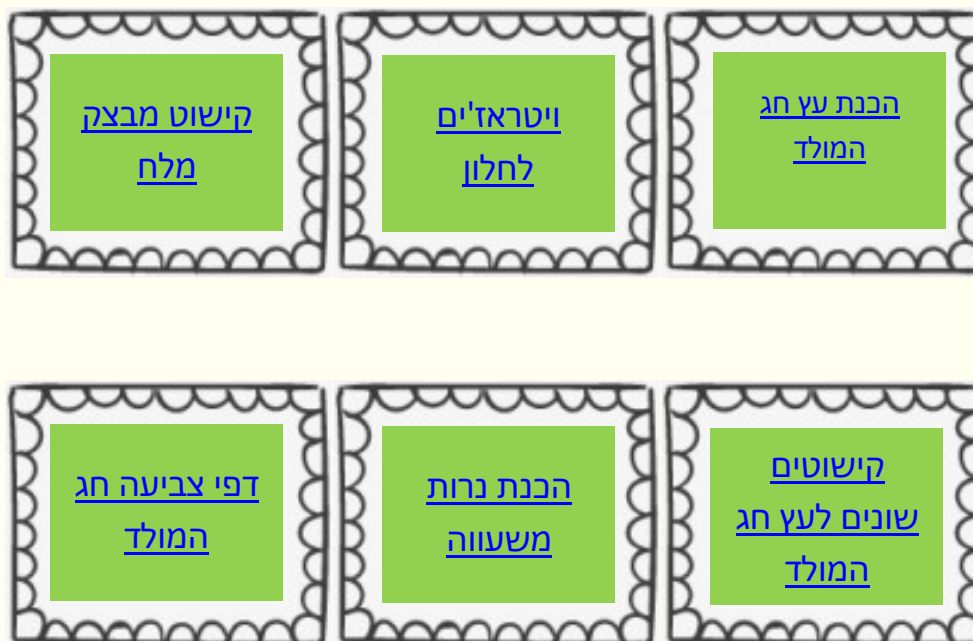 הכנת עץ חג
המולד
ויטראז'ים
לחלון
קישוט מבצק
מלח
קישוטים
שונים לעץ חג
המולד
הכנת נרות
משעווה
דפי צביעה חג
המולד